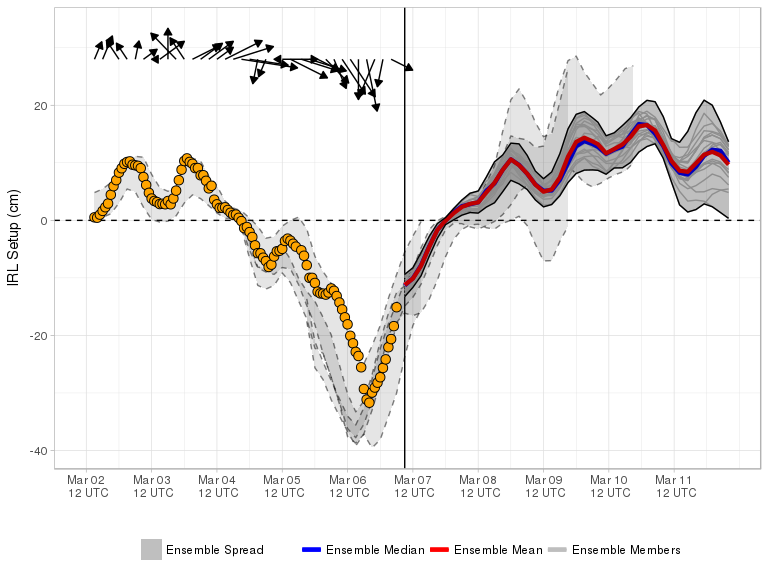 IRL Setup (cm)
20
0
-20
-40
Mar 02 Mar 03 Mar 04 Mar 05 Mar 06 Mar 07 Mar 08 Mar 09 Mar 10 Mar 11
12 UTC 12 UTC 12 UTC 12 UTC 12 UTC 12 UTC 12 UTC 12 UTC 12 UTC 12 UTC
Ensemble Spread Ensemble Median Ensemble Mean Ensemble Members